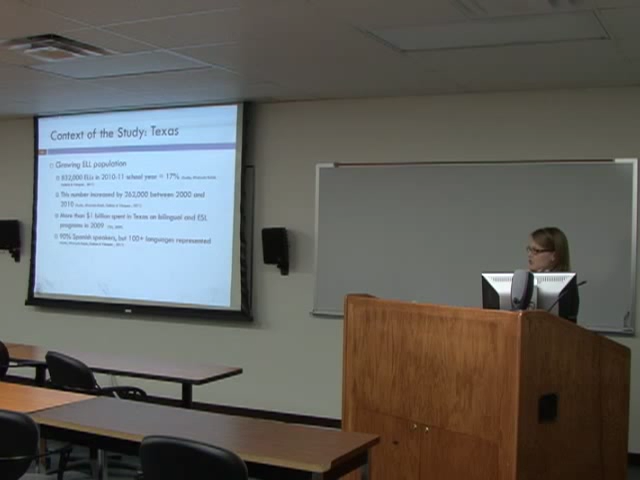 Context of the Study: Texas
Growing ELL population
832,000 ELLs in 2010-11 school year = 17%
This number increased by 262,000 between 2000 and
2010
More than $1 billion spent in Texas on bilingual and ESL
programs in 2009
90% Spanish speakers, but 100+ languages represented